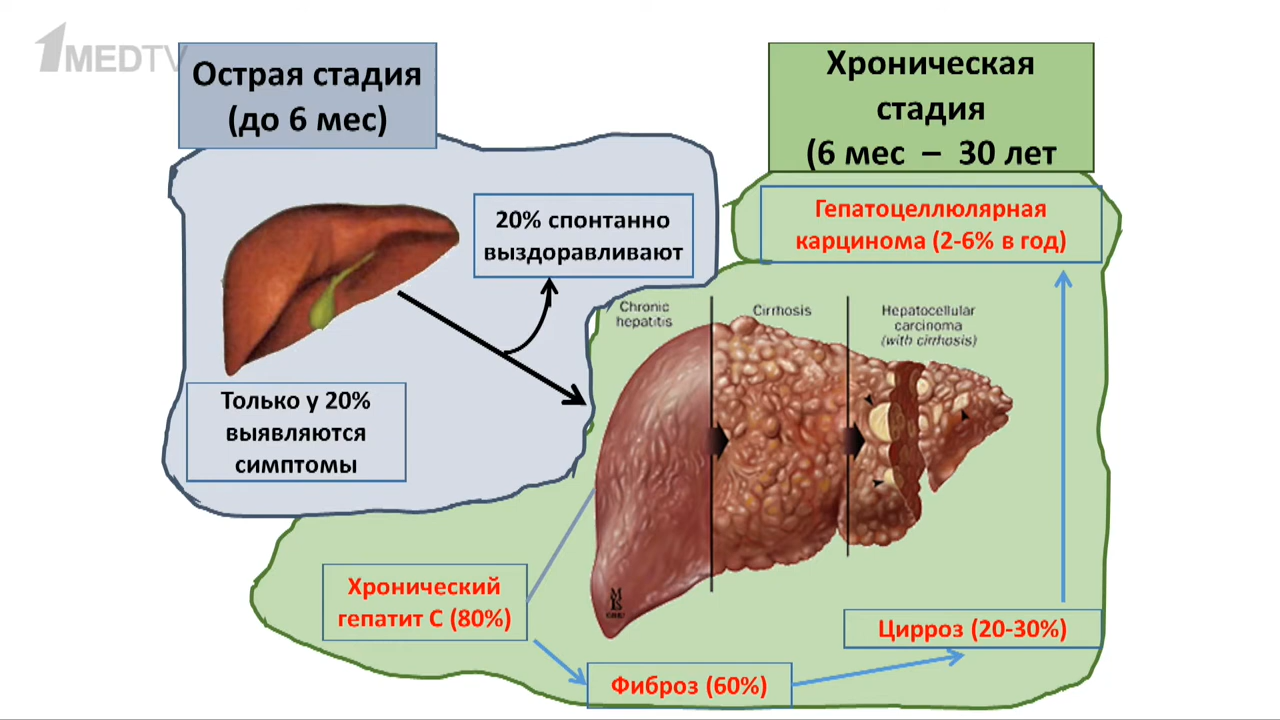 1MEDTV
Острая стадия
(до 6 мес)
20% спонтанно
выздоравливают
Только у 20%
выявляются
симптомы
Хроническая
стадия
(6 мес – 30 лет
Гепатоцеллюлярная
карцинома (2-6% в год)
Chronic
hepatitis
Cirrhosis
Hepatocellular
carcinoma
(with cirrhosis)
Хронический
гепатит С (80%)
Фиброз (60%)
Цирроз (20-30%)